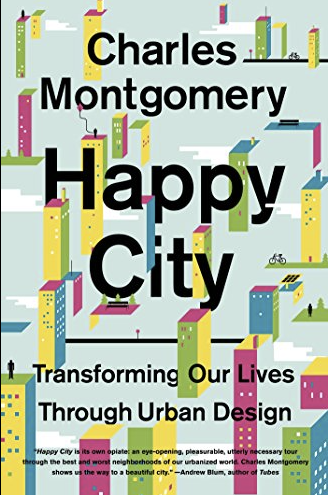 Charles
Montgomery
Happy
City
Transforming Our Lives
Through Urban Design
"Happy City is its own opiate: an eye-opening, pleasurable, utterly necessary tour
through the best and worst neighborhoods of our urbanized world. Charles Montgomery
shows us the way to a beautiful city." —Andrew Blum, author of Tubes